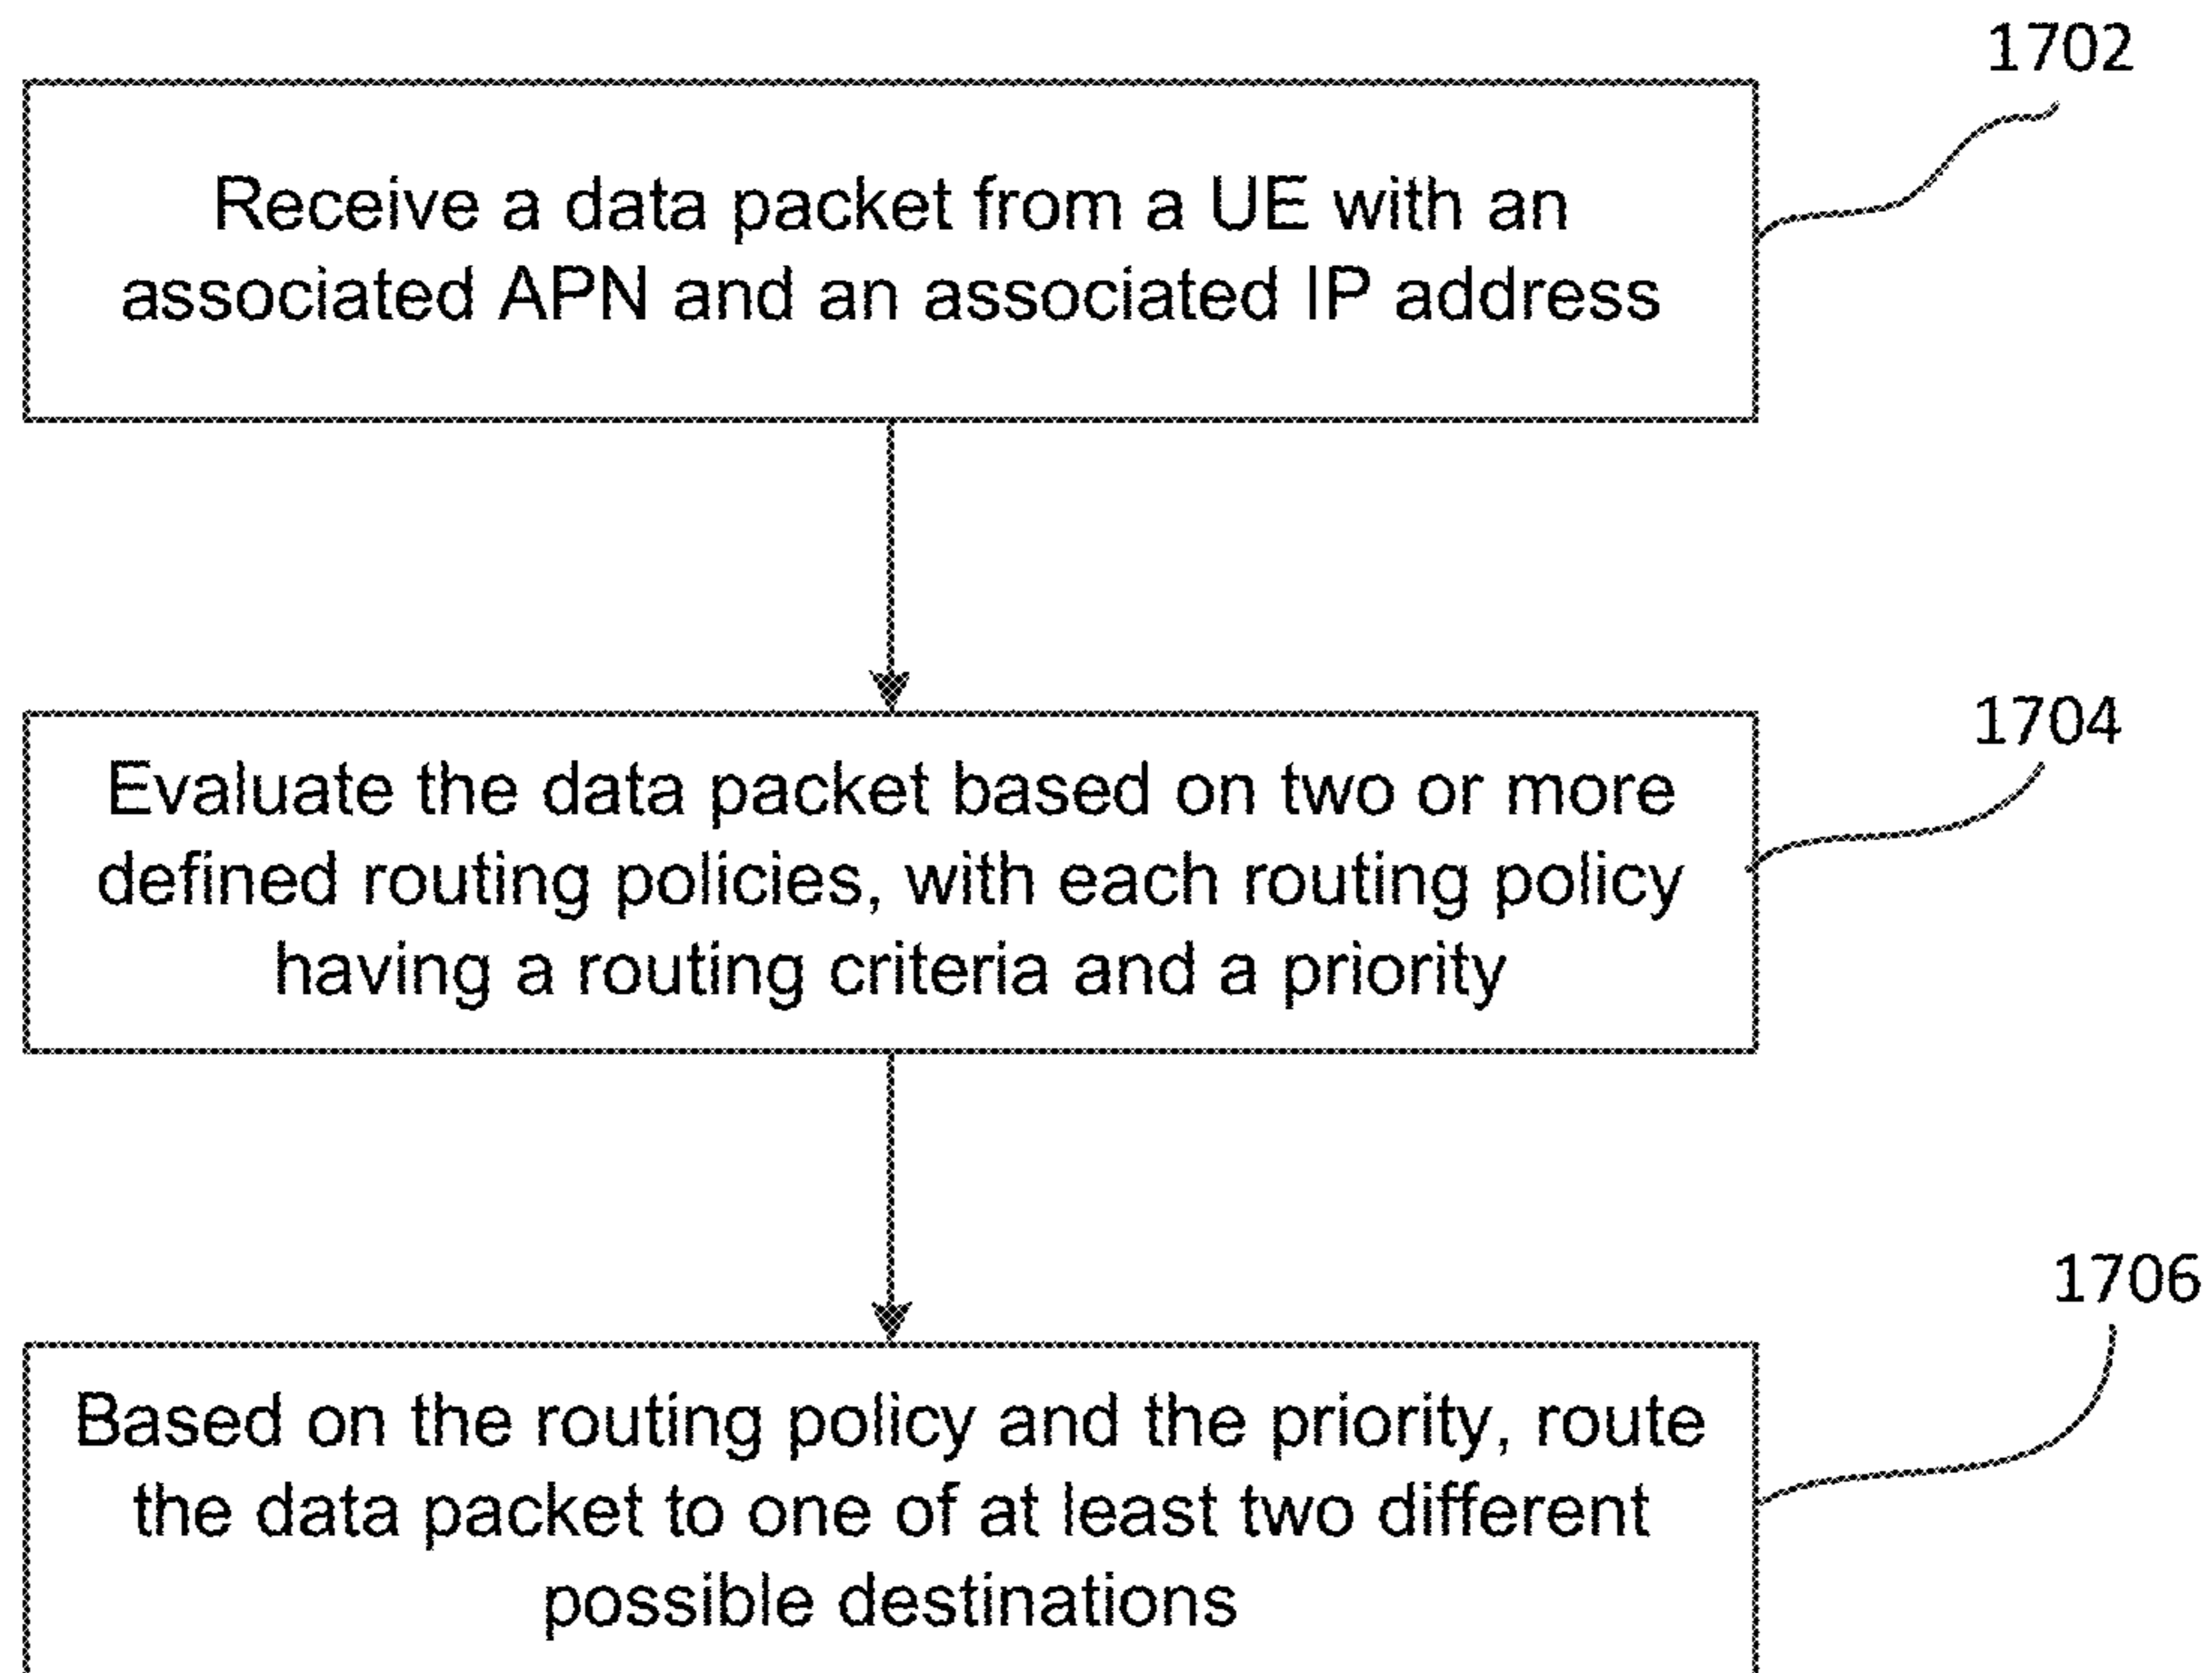 1702
Receive a data packet from a UE with an
associated APN and an associated IP address
1704
Evaluate the data packet based on two or more
defined routing policies, with each routing policy
having a routing criteria and a priority
1706
Based on the routing policy and the priority, route
the data packet to one of at least two different
possible destinations